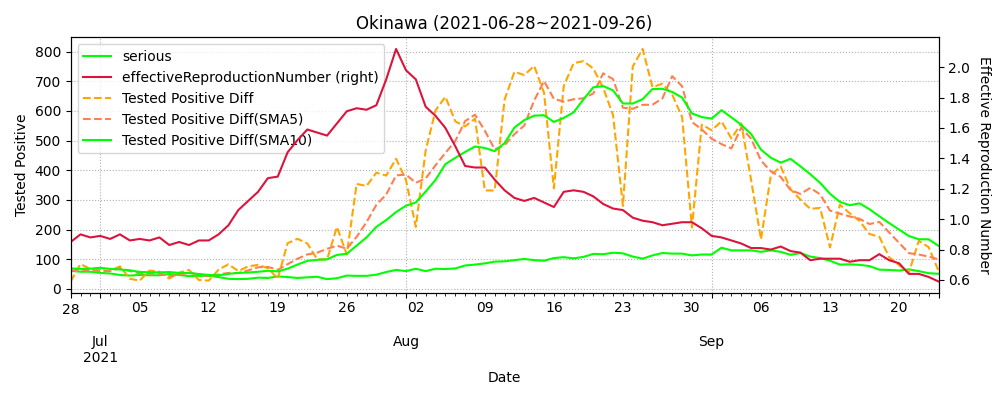 Okinawa (2021-06-28~2021-09-26)
serious
effectiveReproductionNumber (right)
Tested Positive Diff
Tested Positive Diff(SMA5)
Tested Positive Diff(SMA10)
Tested Positive
800
700
600
500
400
300
200
100
0
Effective Reproduction Number
2.0
1.8
1.6
1.4
1.2
1.0
0.8
0.6
28 05 12 19 26 02 09 16 23 30 06 13 20
Jul Aug Sep
2021
Date